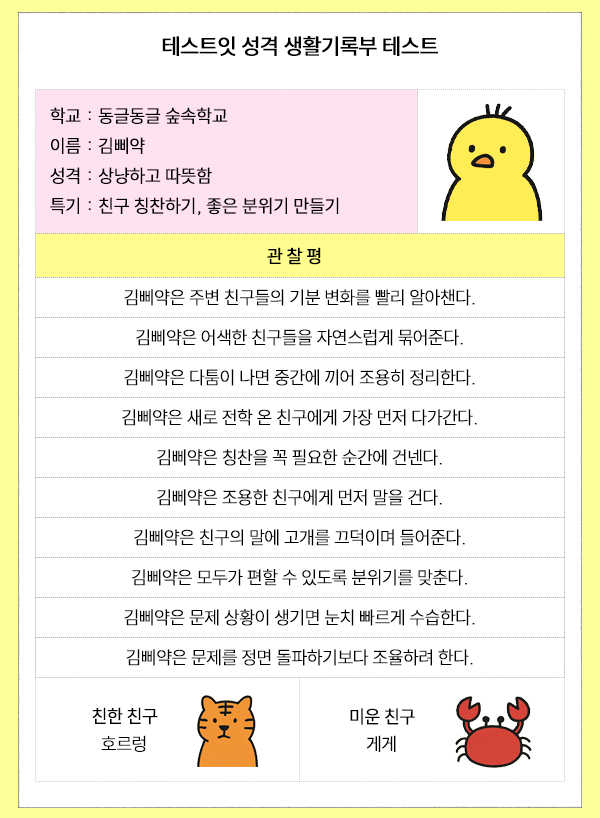 테스트잇 성격 생활기록부 테스트
학교 : 동글동글 숲속학교
이름 : 김삐약
성격 : 상냥하고 따뜻함
특기 : 친구 칭찬하기, 좋은 분위기 만들기
관 찰 평
김삐약은 주변 친구들의 기분 변화를 빨리 알아챈다.
김삐약은 어색한 친구들을 자연스럽게 묶어준다.
김삐약은 다툼이 나면 중간에 끼어 조용히 정리한다.
김삐약은 새로 전학 온 친구에게 가장 먼저 다가간다.
김삐약은 칭찬을 꼭 필요한 순간에 건넨다.
김삐약은 조용한 친구에게 먼저 말을 건다.
김삐약은 친구의 말에 고개를 끄덕이며 들어준다.
김삐약은 모두가 편할 수 있도록 분위기를 맞춘다.
김삐약은 문제 상황이 생기면 눈치 빠르게 수습한다.
김삐약은 문제를 정면 돌파하기보다 조율하려 한다.
친한 친구
호르렁
미운 친구
게게